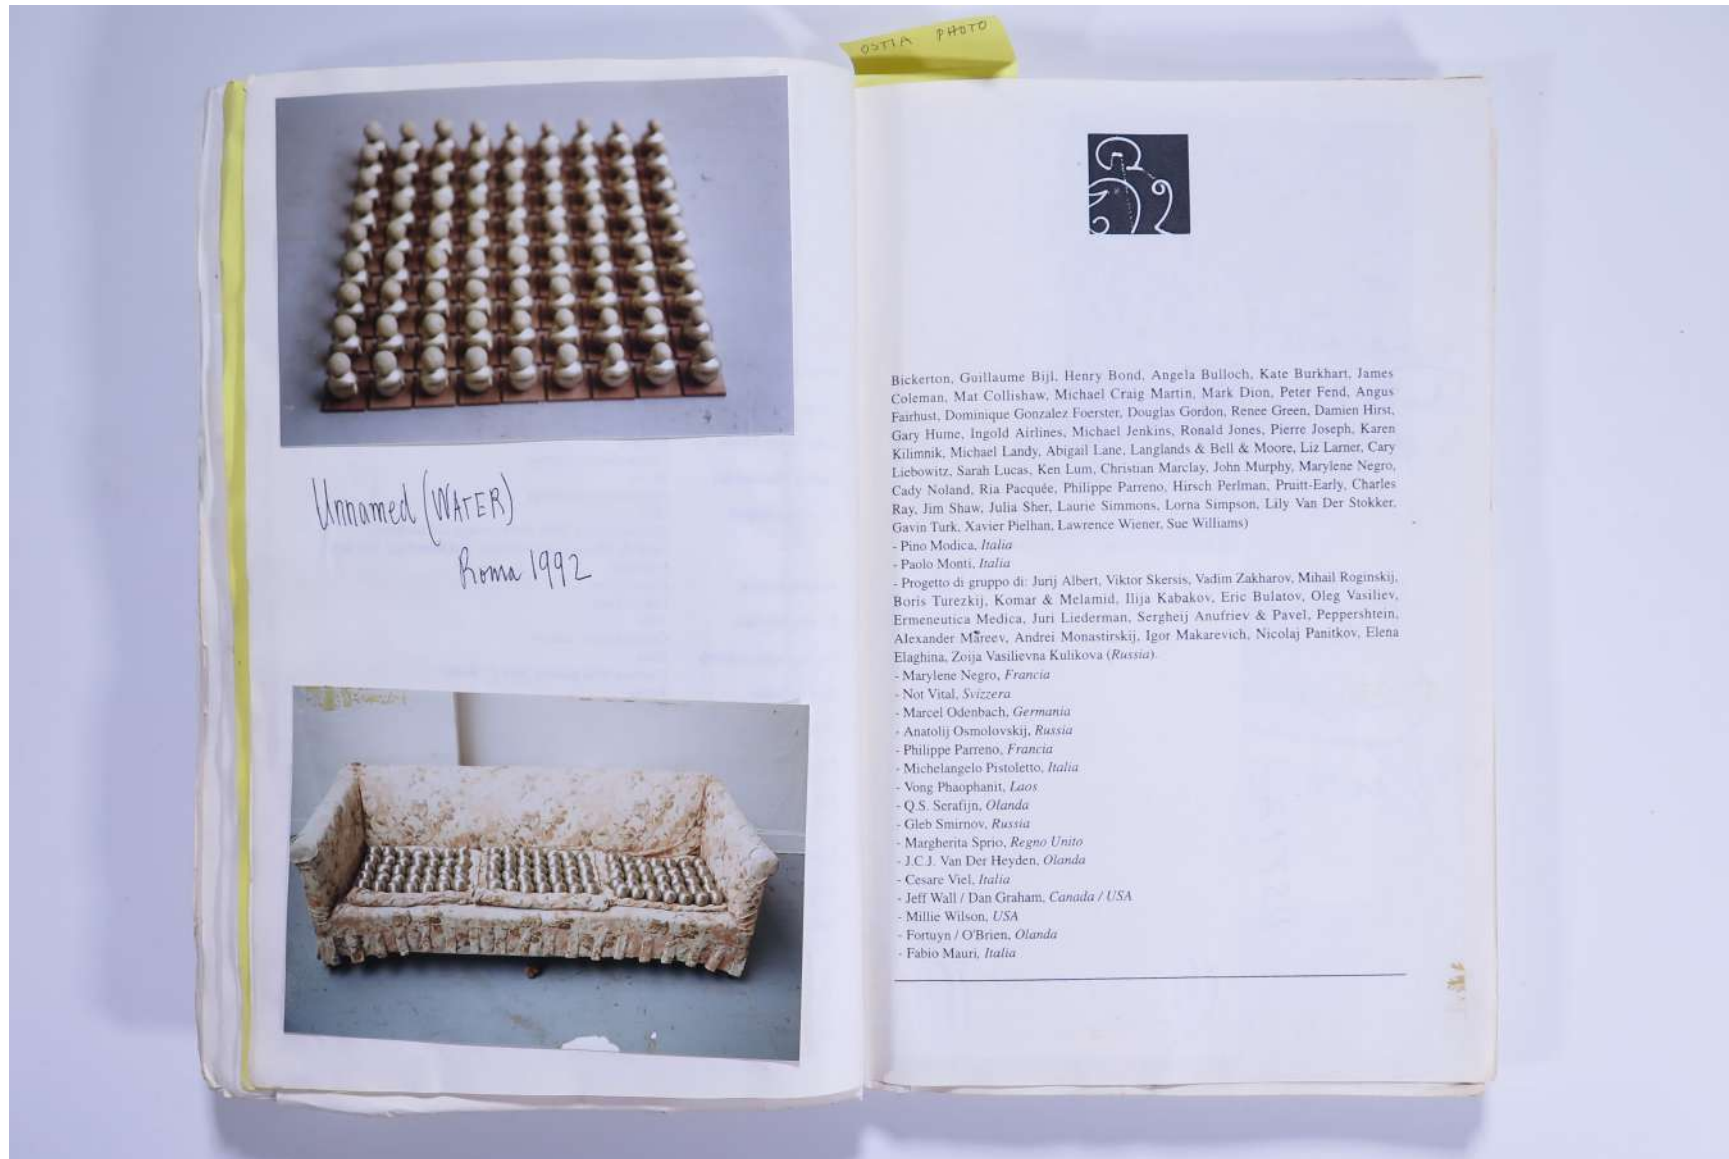 OSTIA PHOTO
Unnamed (WATER)
Roma 1992
Bickerton, Guillaume Bijl, Henry Bond, Angela Bulloch, Kate Burkhart, James
Coleman, Mat Collishaw, Michael Craig Martin, Mark Dion, Peter Fend, Angus
Fairhust, Dominique Gonzalez Foerster, Douglas Gordon, Renee Green, Damien Hirst,
Gary Hume, Ingold Airlines, Michael Jenkins, Ronald Jones, Pierre Joseph, Karen
Kilimnik, Michael Landy, Abigail Lane, Langlands & Bell & Moore, Liz Larner, Cary
Liebowitz, Sarah Lucas, Ken Lum, Christian Marclay, John Murphy, Marylene Negro,
Cady Noland, Ria Pacquée, Philippe Parreno, Hirsch Perlman, Pruitt-Early, Charles
Ray, Jim Shaw, Julia Sher, Laurie Simmons, Lorna Simpson, Lily Van Der Stokker,
Gavin Turk, Xavier Pielhan, Lawrence Wiener, Sue Williams)
- Pino Modica, Italia
- Paolo Monti, Italia
- Progetto di gruppo di: Jurij Albert, Viktor Skersis, Vadim Zakharov, Mihail Roginskij,
Boris Turezkij, Komar & Melamid, Ilija Kabakov, Eric Bulatov, Oleg Vasiliev,
Ermeneutica Medica, Juri Liederman, Sergheij Anufriev & Pavel, Peppershtein,
Alexander Mareev, Andrei Monastirskij, Igor Makarevich, Nicolaj Panitkov, Elena
Elaghina, Zoija Vasilievna Kulikova (Russia).
- Marylene Negro, Francia
- Not Vital, Svizzera
- Marcel Odenbach, Germania
- Anatolij Osmolovskij, Russia
- Philippe Parreno, Francia
- Michelangelo Pistoletto, Italia
- Vong Phaophanit, Laos
- Q.S. Serafijn, Olanda
- Gleb Smirnov, Russia
- Margherita Sprio, Regno Unito
- J.C.J. Van Der Heyden, Olanda
- Cesare Viel, Italia
- Jeff Wall / Dan Graham, Canada / USA
- Millie Wilson, USA
- Fortuyn / O'Brien, Olanda
- Fabio Mauri, Italia